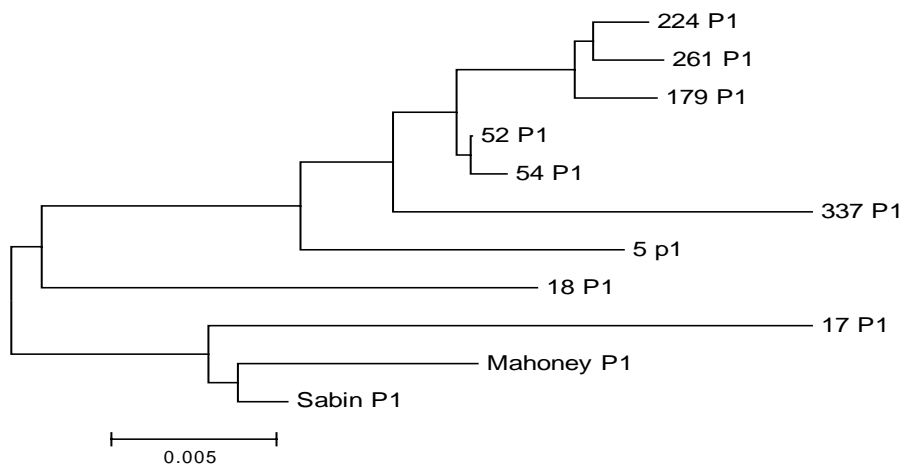 224 P1
261 P1
179 P1
52 P1
54 P1
337 P1
5 p1
18 P1
17 P1
Mahoney P1
Sabin P1
0.005